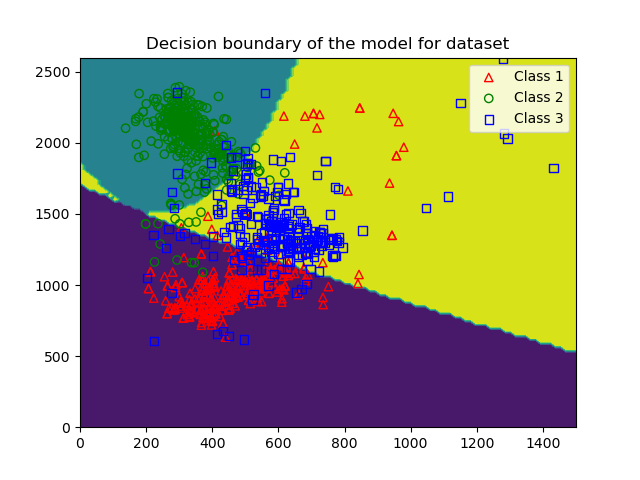 Decision boundary of the model for dataset
Class 1
Class 2
Class 3
2500
2000
1500
1000
500
0
0 200 400 600 800 1000 1200 1400